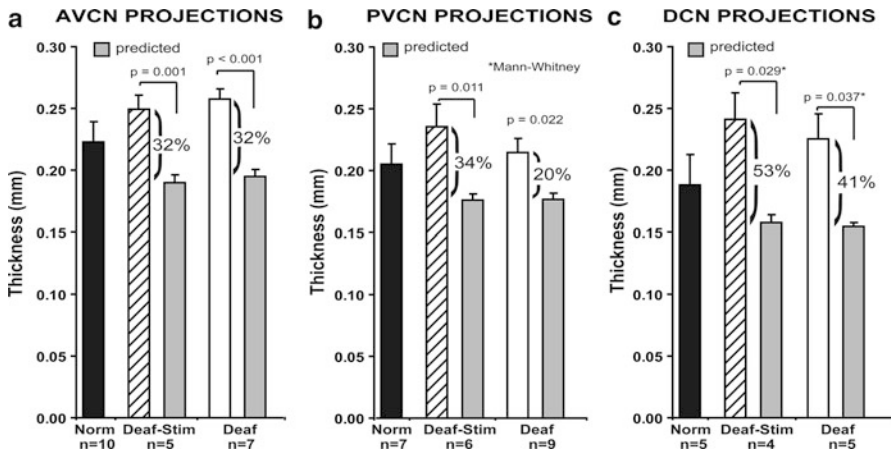 a AVCN PROJECTIONS
predicted
p = 0.001
p < 0.001
32%
32%
Thickness (mm)
0.30
0.25
0.20
0.15
0.10
0.05
0.00
Norm Deaf-Stim Deaf
n=10 n=5 n=7
b PVCN PROJECTIONS
predicted
*Mann-Whitney
p = 0.011
p = 0.022
34%
20%
Thickness (mm)
0.30
0.25
0.20
0.15
0.10
0.05
0.00
Norm Deaf-Stim Deaf
n=7 n=6 n=9
c DCN PROJECTIONS
predicted
p = 0.029*
p = 0.037*
53%
41%
Thickness (mm)
0.30
0.25
0.20
0.15
0.10
0.05
0.00
Norm Deaf-Stim Deaf
n=5 n=4 n=5